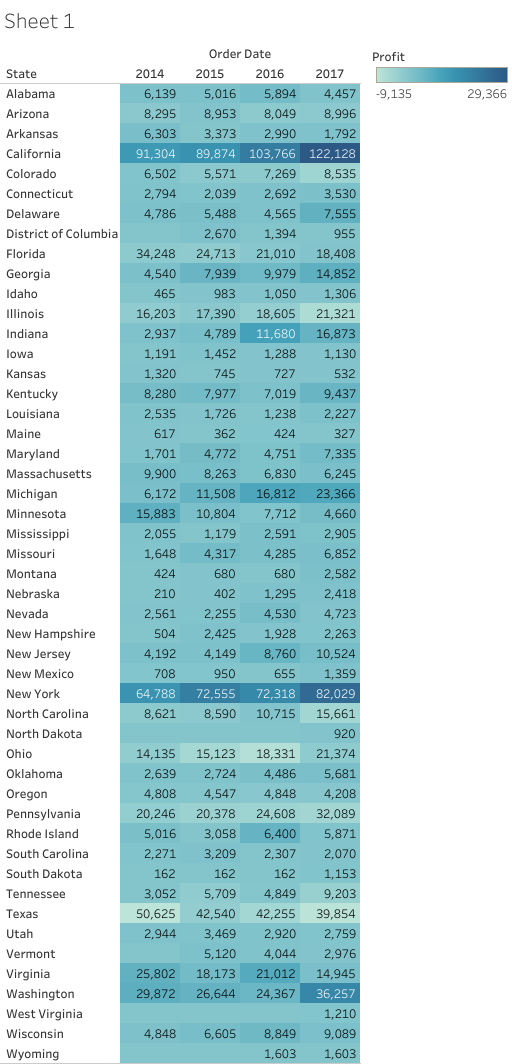 Sheet 1
Order Date
Profit
State 2014 2015 2016 2017
-9,135 29,366
Alabama 6,139 5,016 5,894 4,457
Arizona 8,295 8,953 8,049 8,996
Arkansas 6,303 3,373 2,990 1,792
California 91,304 89,874 103,766 122,128
Colorado 6,502 5,571 7,269 8,535
Connecticut 2,794 2,039 2,692 3,530
Delaware 4,786 5,488 4,565 7,555
District of Columbia 2,670 1,394 955
Florida 34,248 24,713 21,010 18,408
Georgia 4,540 7,939 9,979 14,852
Idaho 465 983 1,050 1,306
Illinois 16,203 17,390 18,605 21,321
Indiana 2,937 4,789 11,680 16,873
Iowa 1,191 1,452 1,288 1,130
Kansas 1,320 745 727 532
Kentucky 8,280 7,977 7,019 9,437
Louisiana 2,535 1,726 1,238 2,227
Maine 617 362 424 327
Maryland 1,701 4,772 4,751 7,335
Massachusetts 9,900 8,263 6,830 6,245
Michigan 6,172 11,508 16,812 23,366
Minnesota 15,883 10,804 7,712 4,660
Mississippi 2,055 1,179 2,591 2,905
Missouri 1,648 4,317 4,285 6,852
Montana 424 680 680 2,582
Nebraska 210 402 1,295 2,418
Nevada 2,561 2,255 4,530 4,723
New Hampshire 504 2,425 1,928 2,263
New Jersey 4,192 4,149 8,760 10,524
New Mexico 708 950 655 1,359
New York 64,788 72,555 72,318 82,029
North Carolina 8,621 8,590 10,715 15,661
North Dakota 920
Ohio 14,135 15,123 18,331 21,374
Oklahoma 2,639 2,724 4,486 5,681
Oregon 4,808 4,547 4,848 4,208
Pennsylvania 20,246 20,378 24,608 32,089
Rhode Island 5,016 3,058 6,400 5,871
South Carolina 2,271 3,209 2,307 2,070
South Dakota 162 162 162 1,153
Tennessee 3,052 5,709 4,849 9,203
Texas 50,625 42,540 42,255 39,854
Utah 2,944 3,469 2,920 2,759
Vermont 5,120 4,044 2,976
Virginia 25,802 18,173 21,012 14,945
Washington 29,872 26,644 24,367 36,257
West Virginia 1,210
Wisconsin 4,848 6,605 8,849 9,089
Wyoming 1,603 1,603